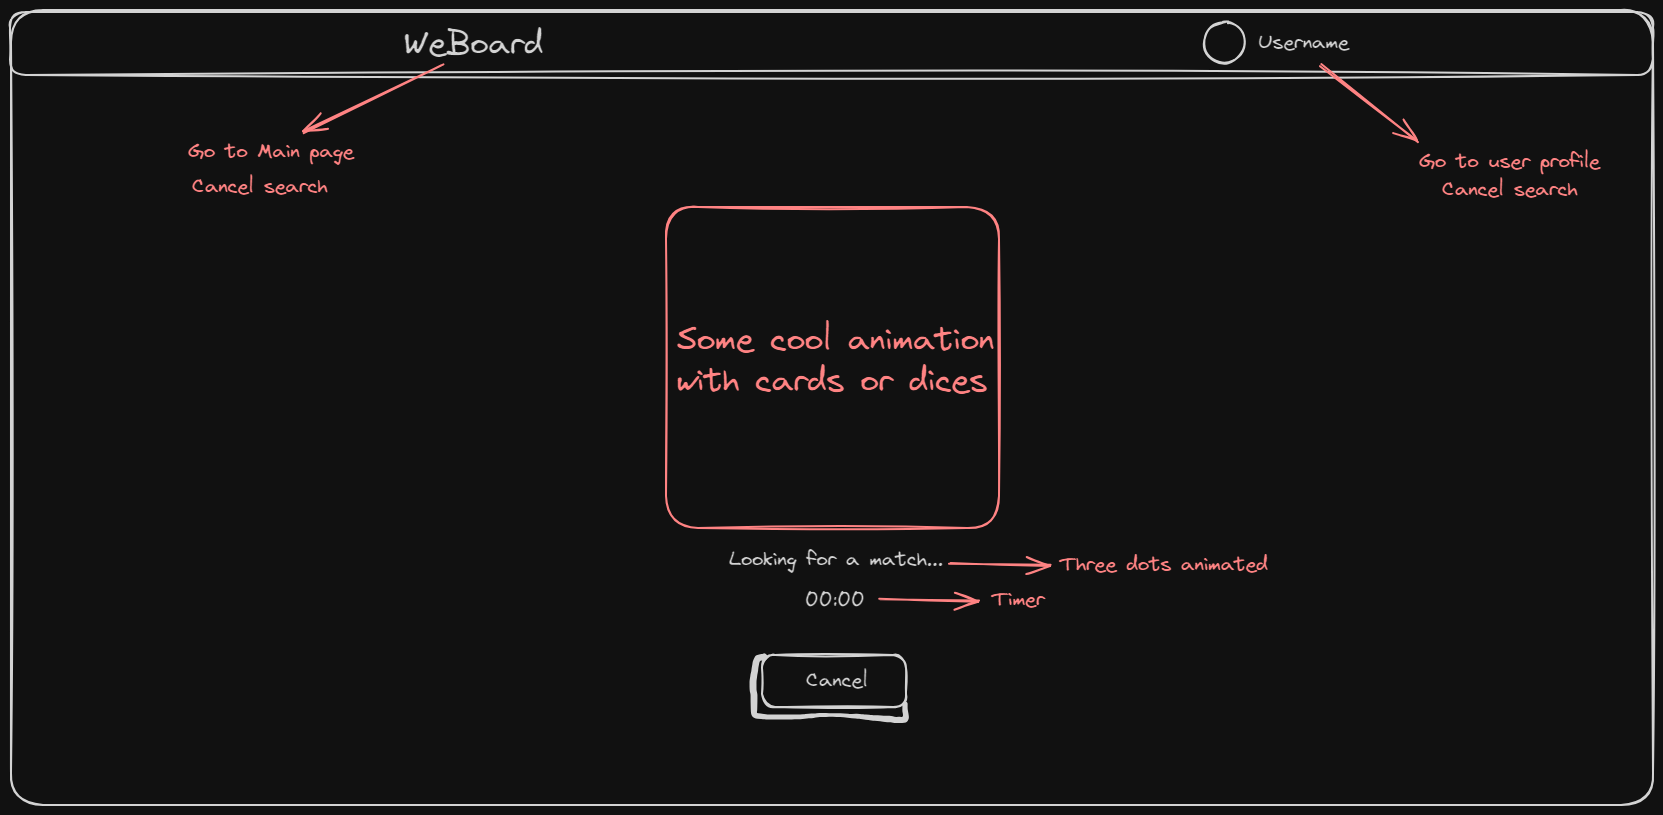 WeBoard
Username
Go to Main page
Cancel search
Go to user profile
Cancel search
Some cool animation
with cards or dices
Looking for a match...
Three dots animated
00:00
Timer
Cancel